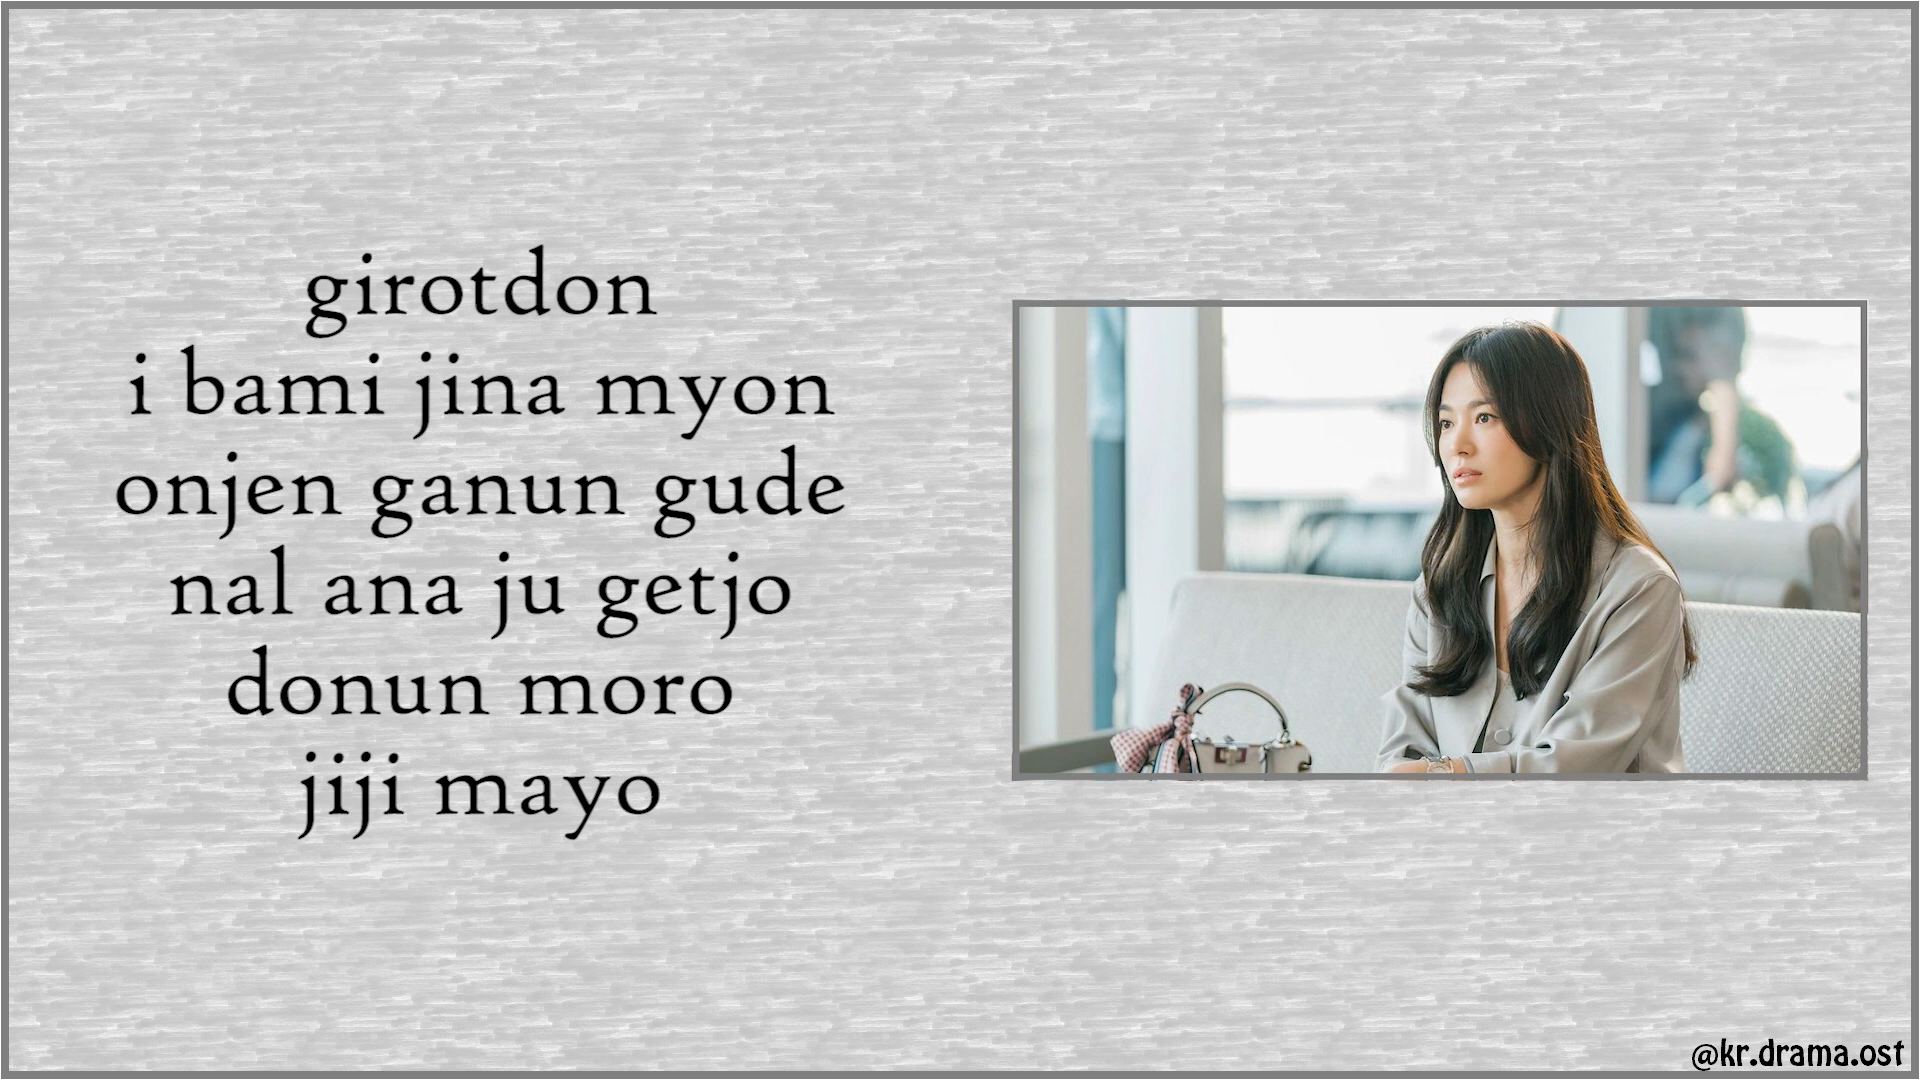 girotdon
i bami jina myon
onjen ganun gude
nal ana ju getjo
donun moro
jiji mayo
@kr.drama.ost